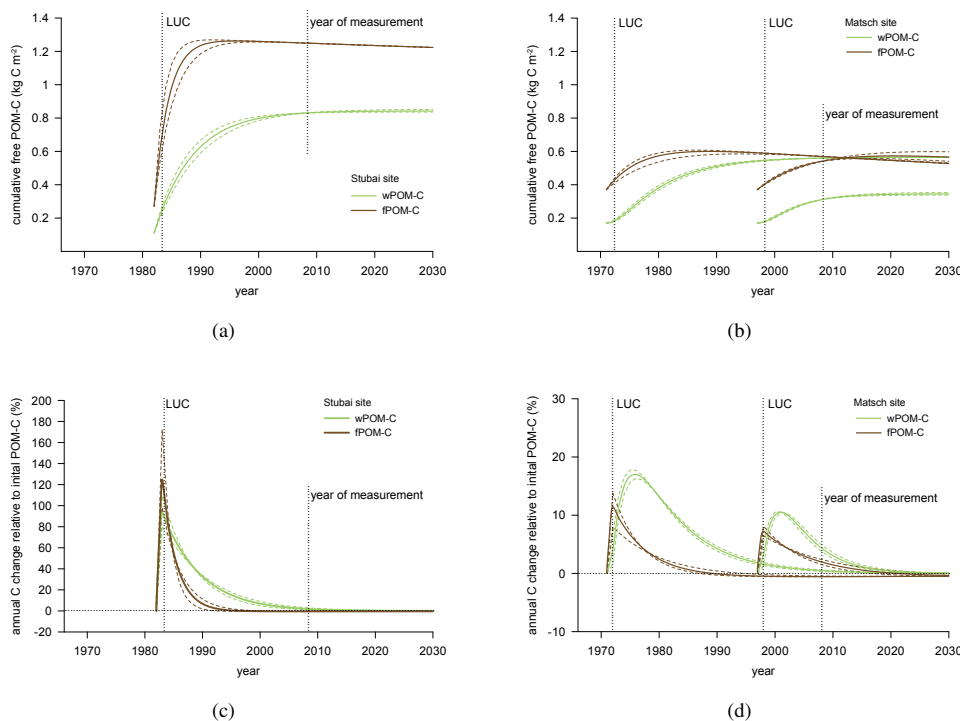 LUC
year of measurement
cumulative free POM-C (kg C m-2)
1.4
1.2
1
0.8
0.6
0.4
0.2
Stubai site
wPOM-C
fPOM-C
1970
1980
1990
2000
2010
2020
2030
year
(a)
LUC
LUC
Matsch site
wPOM-C
fPOM-C
year of measurement
cumulative free POM-C (kg C m-2)
1.4
1.2
1
0.8
0.6
0.4
0.2
1970
1980
1990
2000
2010
2020
2030
year
(b)
LUC
Stubai site
wPOM-C
fPOM-C
year of measurement
annual C change relative to inital POM-C (%)
200
180
160
140
120
100
80
60
40
20
0
-20
1970
1980
1990
2000
2010
2020
2030
year
(c)
LUC
LUC
Matsch site
wPOM-C
fPOM-C
year of measurement
annual C change relative to inital POM-C (%)
30
20
10
0
-10
1970
1980
1990
2000
2010
2020
2030
year
(d)